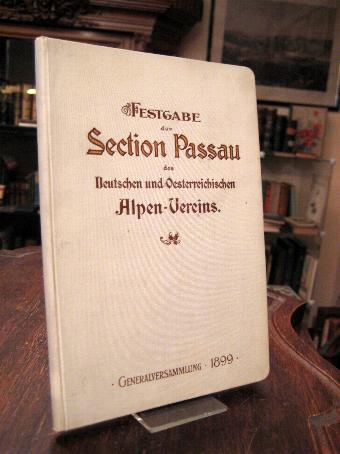 FESTGABE
der
Section Passau
des
Deutschen und Oesterreichischen
Alpen-Vereins.
· GENERALVERSAMMLUNG · 1899 ·